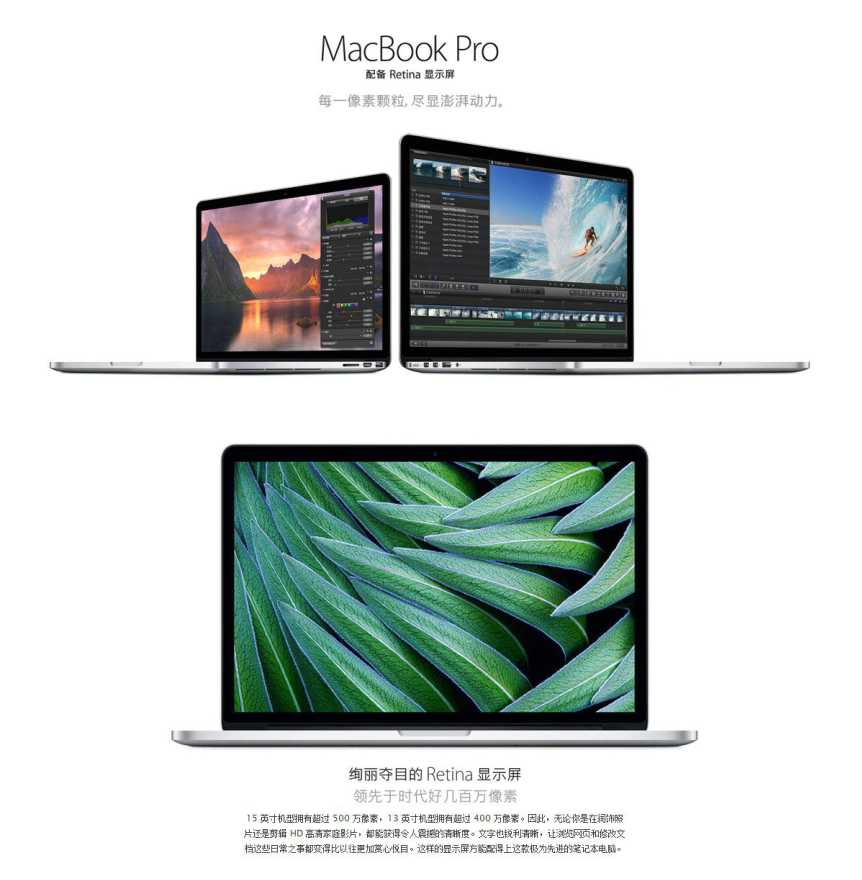 MacBook Pro
配备 Retina 显示屏
每一像素颗粒, 尽显澎湃动力。
绚丽夺目的 Retina 显示屏
领先于时代好几百万像素
15 英寸机型拥有超过 500 万像素，13 英寸机型拥有超过 400 万像素。因此，无论你是在润饰照
片还是剪辑 HD 高清家庭影片，都能获得令人震撼的清晰度。文字也锐利清晰，让浏览网页和修改文
档这些日常之事都变得比以往更加赏心悦目。这样的显示屏方能配得上这款极为先进的笔记本电脑。